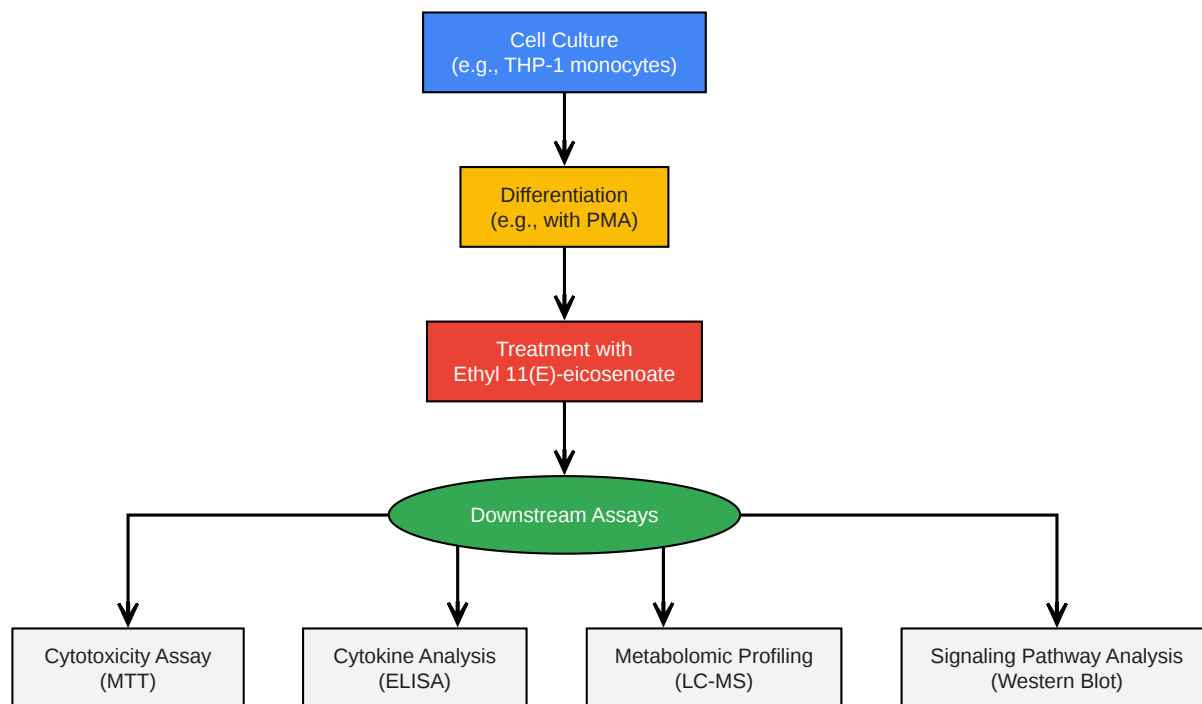 Cell Culture
(e.g., THP-1 monocytes)
Differentiation
(e.g., with PMA)
Treatment with
Ethyl 11(E)-eicosenoate
Downstream Assays
Cytotoxicity Assay
(MTT)
Cytokine Analysis
(ELISA)
Metabolomic Profiling
(LC-MS)
Signaling Pathway Analysis
(Western Blot)